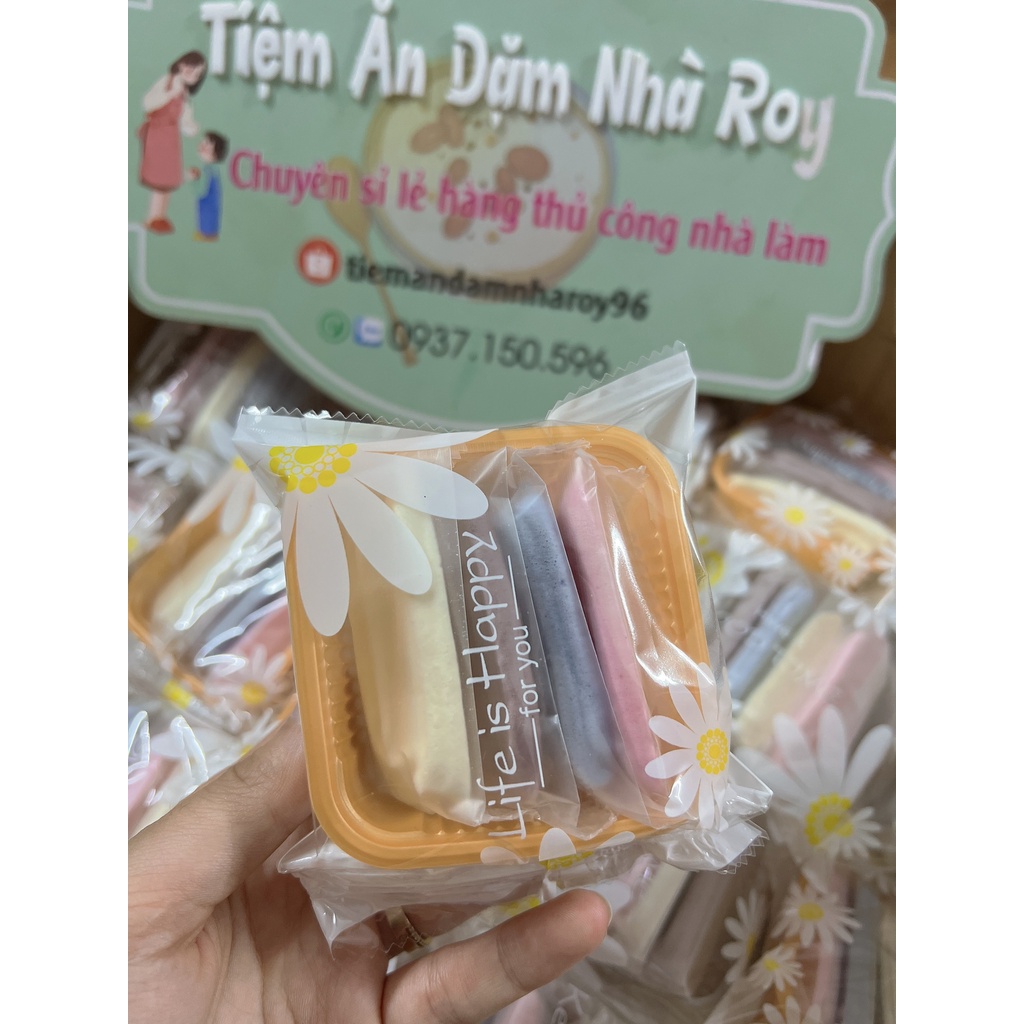 Tiệm Ăn Dặm Nhà Roy
Chuyên sỉ lẻ hàng thủ công nhà làm
tiemandamnharoy96
0937.150.596
Life is Happy
for you